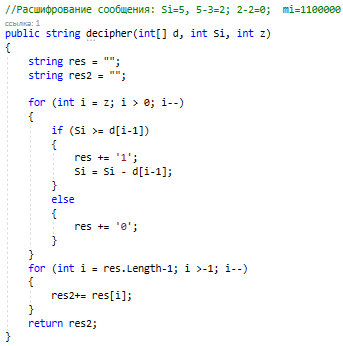 //Расшифрование сообщения: Si=5, 5-3=2; 2-2=0;  mi=1100000
ссылка: 1
public string decipher(int[] d, int Si, int z)
{
    string res = "";
    string res2 = "";

    for (int i = z; i > 0; i--)
    {
        if (Si >= d[i-1])
        {
            res += '1';
            Si = Si - d[i-1];
        }
        else
        {
            res += '0';
        }
    }
    for (int i = res.Length-1; i >-1; i--)
    {
        res2+= res[i];
    }
    return res2;
}